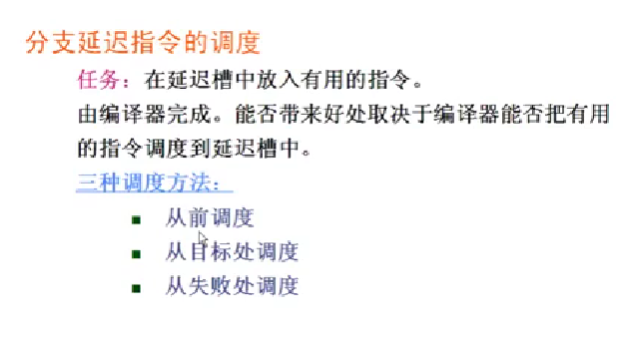 分支延迟指令的调度
任务：在延迟槽中放入有用的指令。
由编译器完成。能否带来好处取决于编译器能否把有用
的指令调度到延迟槽中。
三种调度方法：
从前调度
从目标处调度
从失败处调度